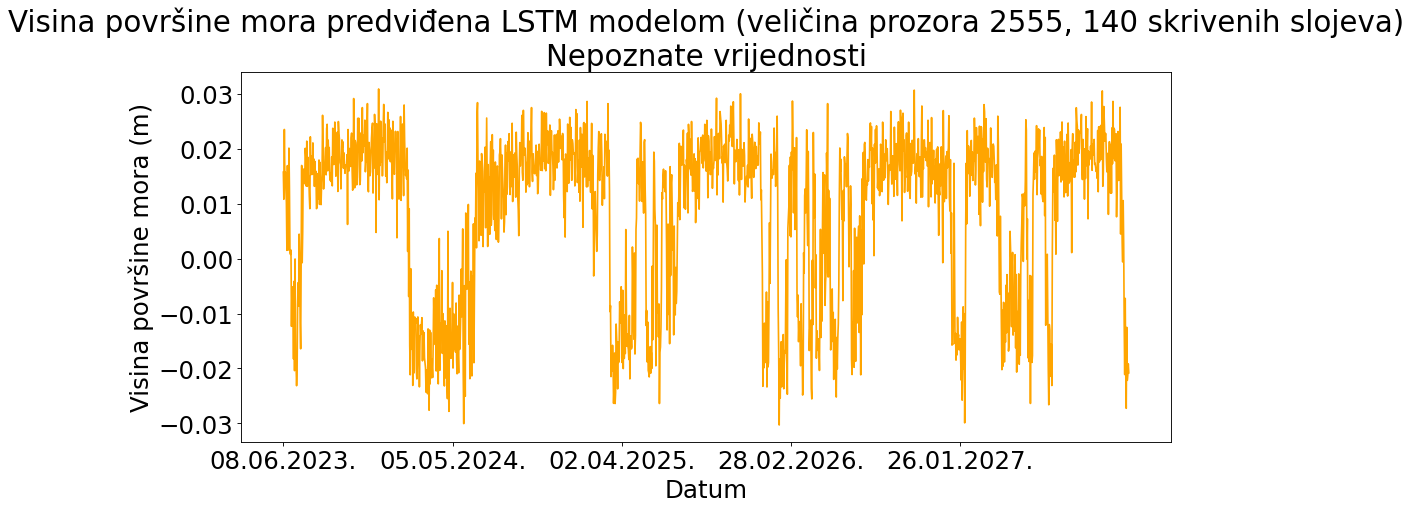 Visina površine mora predviđena LSTM modelom (veličina prozora 2555, 140 skrivenih slojeva)
Nepoznate vrijednosti
Visina površine mora (m)
0.03
0.02
0.01
0.00
−0.01
−0.02
−0.03
08.06.2023. 05.05.2024. 02.04.2025. 28.02.2026. 26.01.2027.
Datum